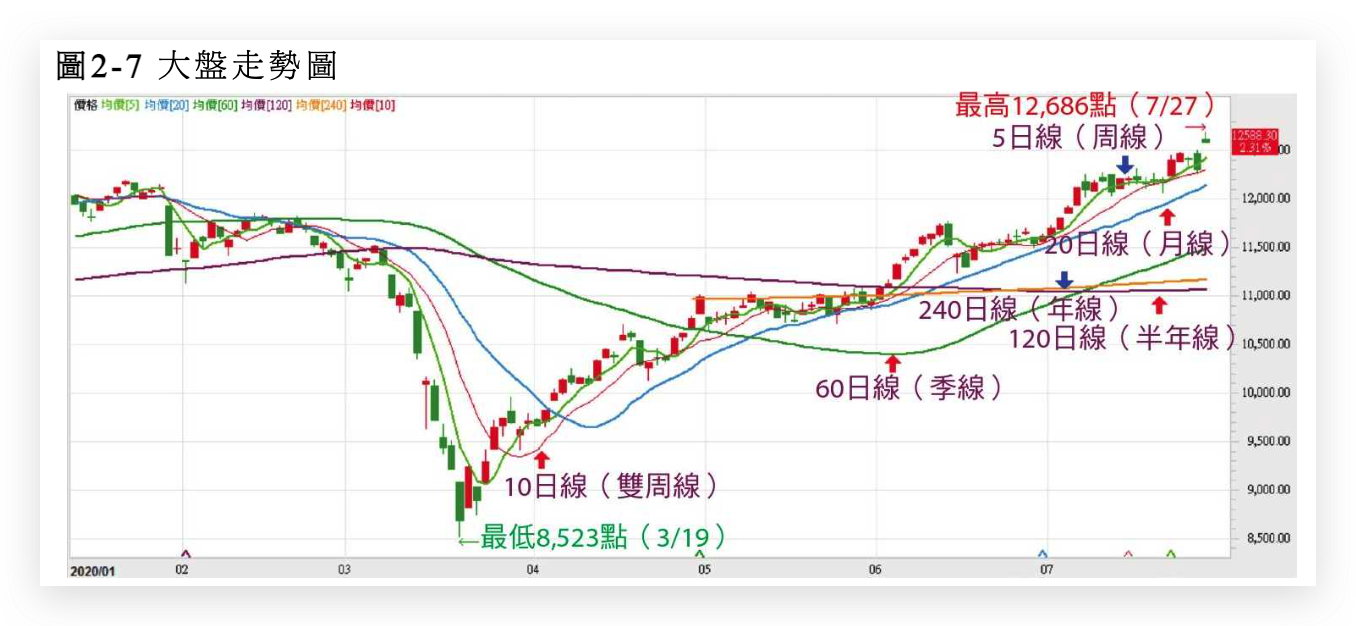 圖2-7 大盤走勢圖
價格 均價[5] 均價[20] 均價[60] 均價[120] 均價[240] 均價[10]
最高12,686點（7/27）
5日線（周線）
12588.30
2.31%
12,000.00
11,500.00
20日線（月線）
11,000.00
240日線（年線）
120日線（半年線）
10,500.00
60日線（季線）
10,000.00
9,500.00
10日線（雙周線）
9,000.00
←最低8,523點（3/19）
8,500.00
2020/01 02 03 04 05 06 07